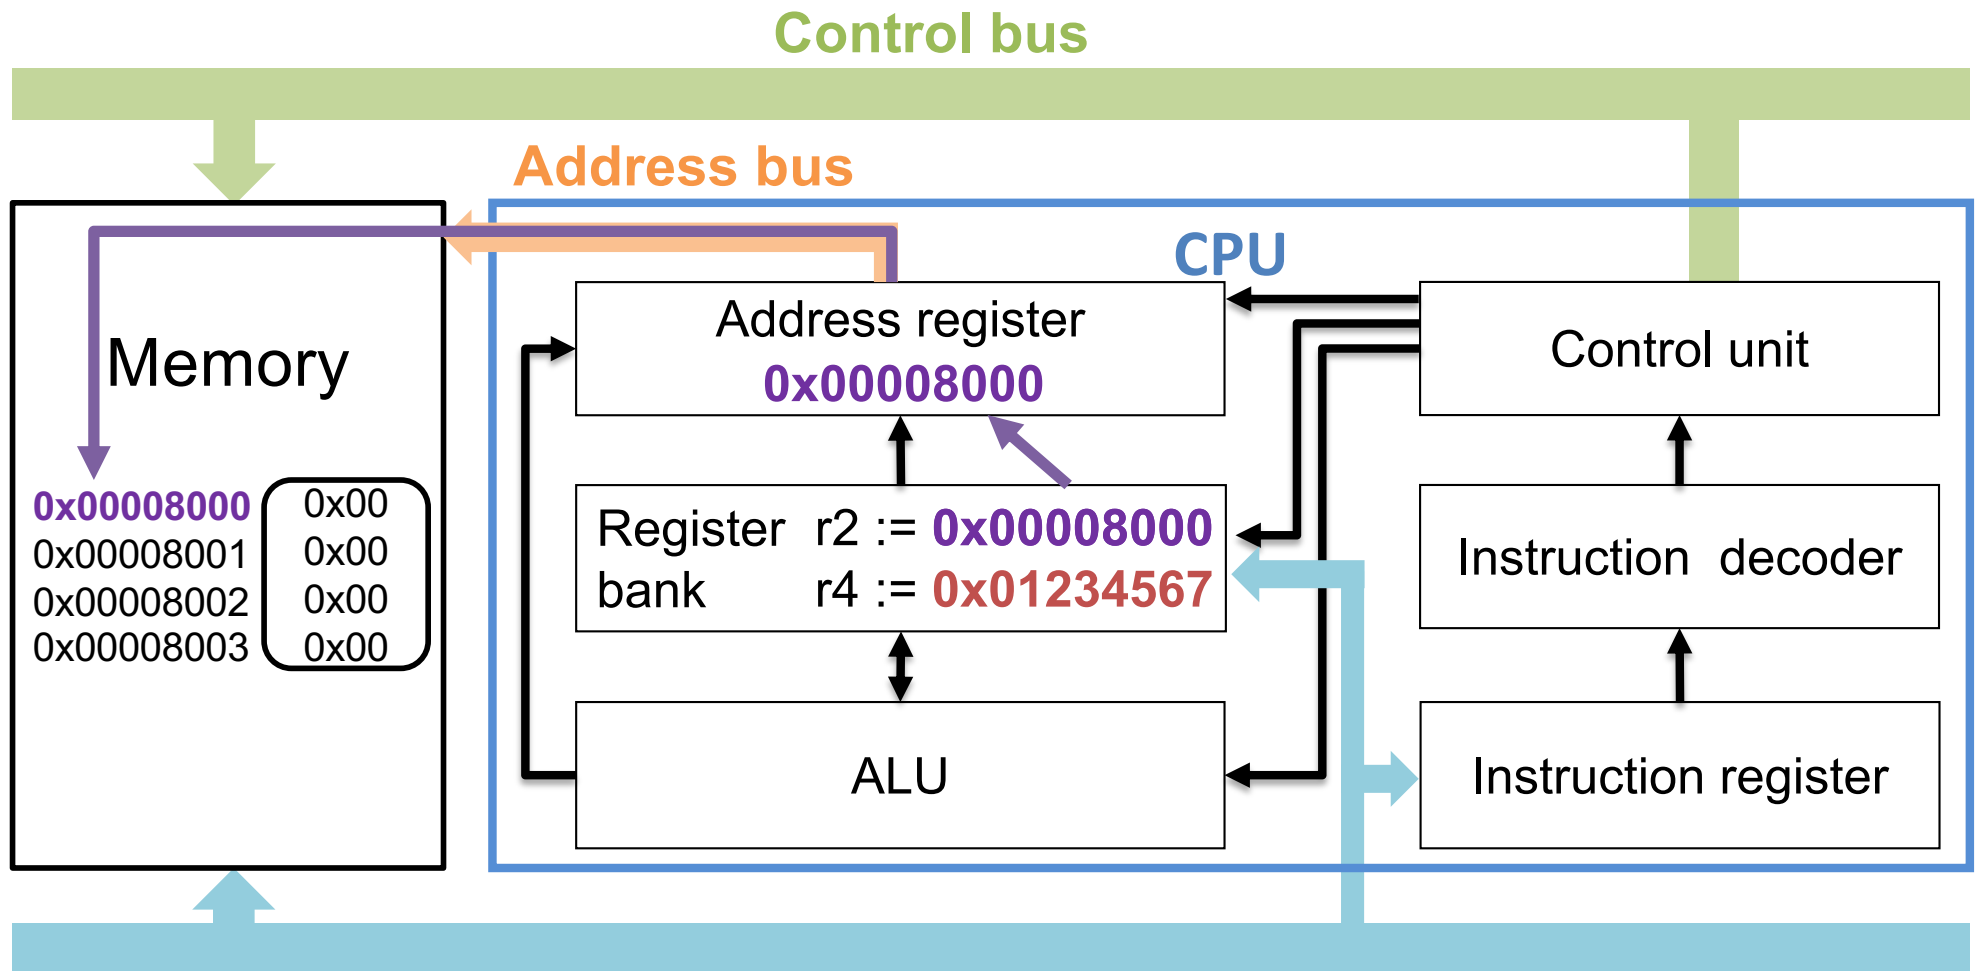 Control bus
Address bus
CPU
Memory
0x00008000 0x00
0x00008001 0x00
0x00008002 0x00
0x00008003 0x00
Address register
0x00008000
Register r2 := 0x00008000
bank r4 := 0x01234567
ALU
Control unit
Instruction decoder
Instruction register